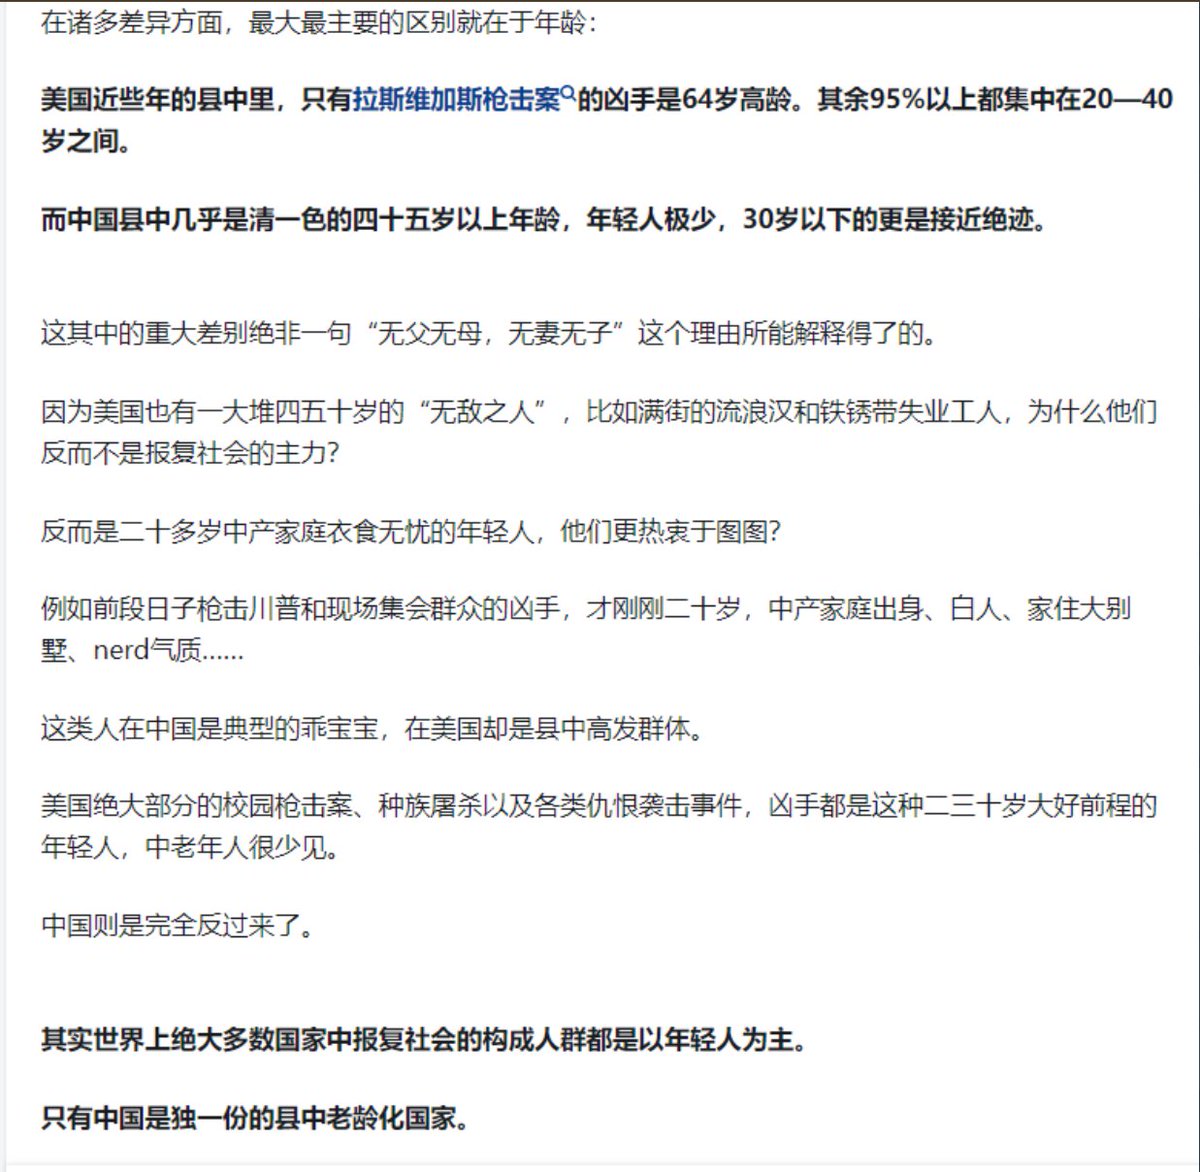 在诸多差异方面，最大最主要的区别就在于年龄：
美国近些年的县中里，只有拉斯维加斯枪击案的凶手是64岁高龄。其余95%以上都集中在20—40
岁之间。
而中国县中几乎是清一色的四十五岁以上年龄，年轻人极少，30岁以下的更是接近绝迹。
这其中的重大差别绝非一句“无父无母，无妻无子”这个理由所能解释得了的。
因为美国也有一大堆四五十岁的“无敌之人”，比如满街的流浪汉和铁锈带失业工人，为什么他们
反而不是报复社会的主力？
反而是二十多岁中产家庭衣食无忧的年轻人，他们更热衷于图图？
例如前段日子枪击川普和现场集会群众的凶手，才刚刚二十岁，中产家庭出身、白人、家住大别
墅、nerd气质……
这类人在中国是典型的乖宝宝，在美国却是县中高发群体。
美国绝大部分的校园枪击案、种族屠杀以及各类仇恨袭击事件，凶手都是这种二三十岁大好前程的
年轻人，中老年人很少见。
中国则是完全反过来了。
其实世界上绝大多数国家中报复社会的构成人群都是以年轻人为主。
只有中国是独一份的县中老龄化国家。